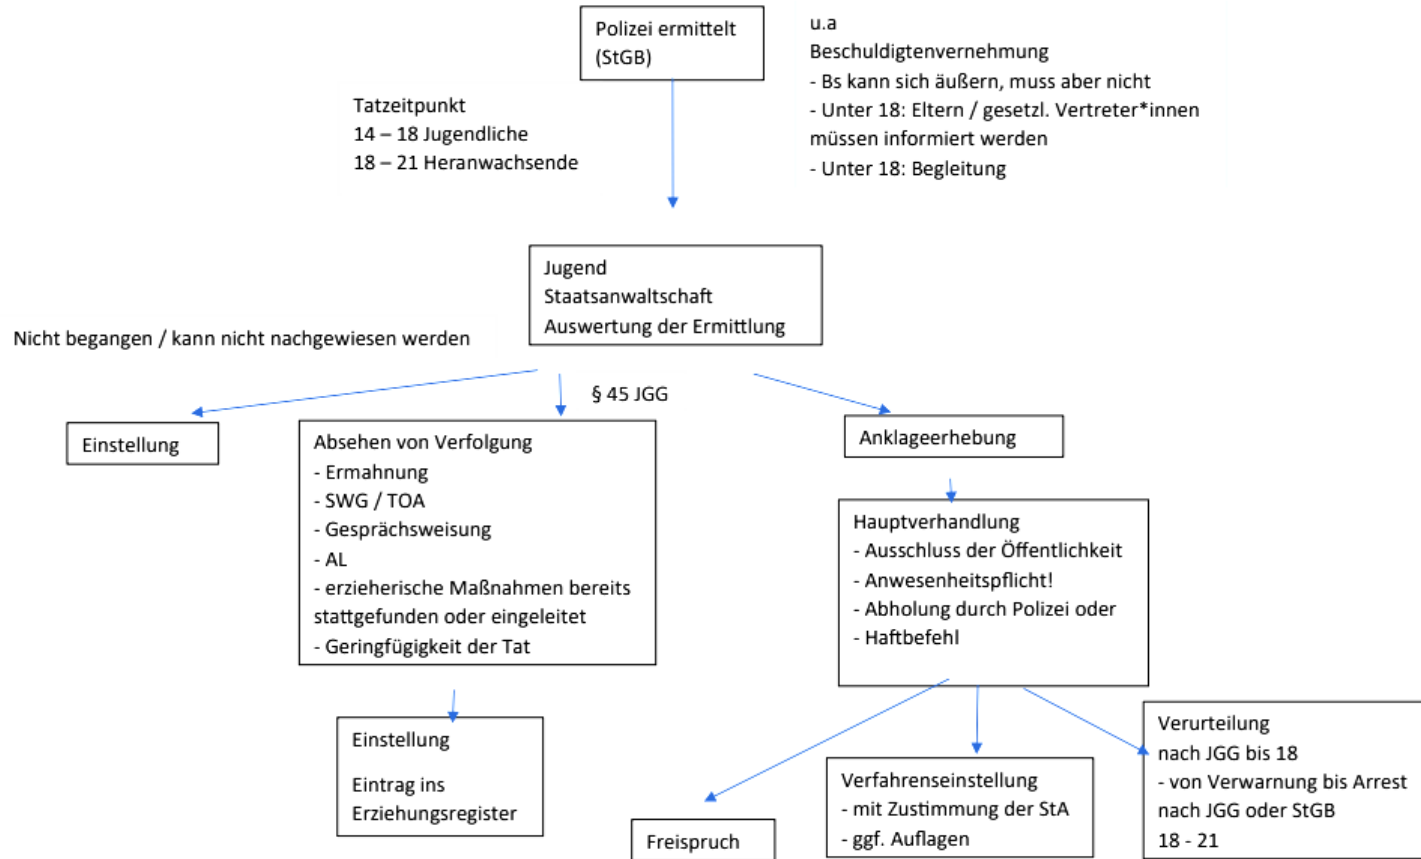 Polizei ermittelt
(StGB)
u.a
Beschuldigtenvernehmung
- Bs kann sich äußern, muss aber nicht
- Unter 18: Eltern / gesetzl. Vertreter*innen
müssen informiert werden
- Unter 18: Begleitung
Tatzeitpunkt
14 – 18 Jugendliche
18 – 21 Heranwachsende
Jugend
Staatsanwaltschaft
Auswertung der Ermittlung
Nicht begangen / kann nicht nachgewiesen werden
§ 45 JGG
Einstellung
Absehen von Verfolgung
- Ermahnung
- SWG / TOA
- Gesprächsweisung
- AL
- erzieherische Maßnahmen bereits
stattgefunden oder eingeleitet
- Geringfügigkeit der Tat
Anklageerhebung
Hauptverhandlung
- Ausschluss der Öffentlichkeit
- Anwesenheitspflicht!
- Abholung durch Polizei oder
- Haftbefehl
Einstellung
Eintrag ins
Erziehungsregister
Freispruch
Verfahrenseinstellung
- mit Zustimmung der StA
- ggf. Auflagen
Verurteilung
nach JGG bis 18
- von Verwarnung bis Arrest
nach JGG oder StGB
18 - 21